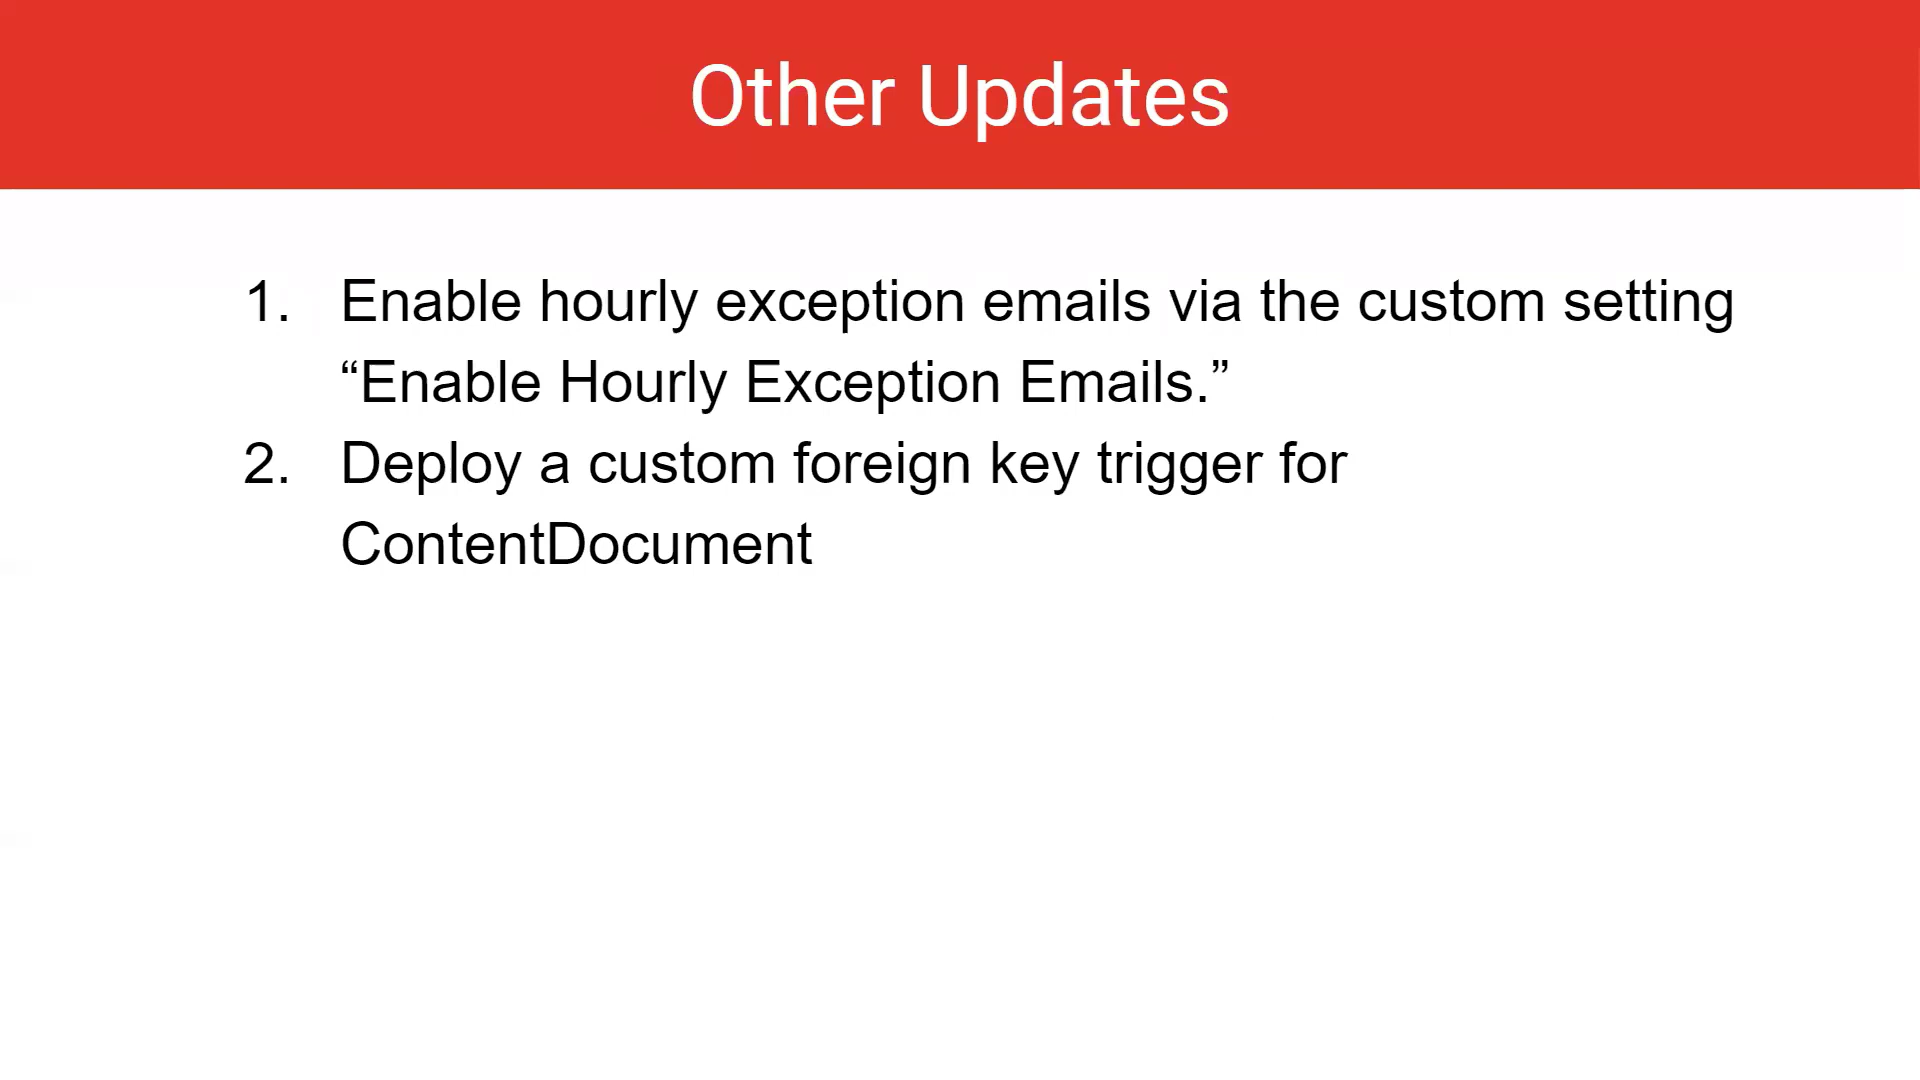 Other Updates
1. Enable hourly exception emails via the custom setting
“Enable Hourly Exception Emails.”
2. Deploy a custom foreign key trigger for
ContentDocument